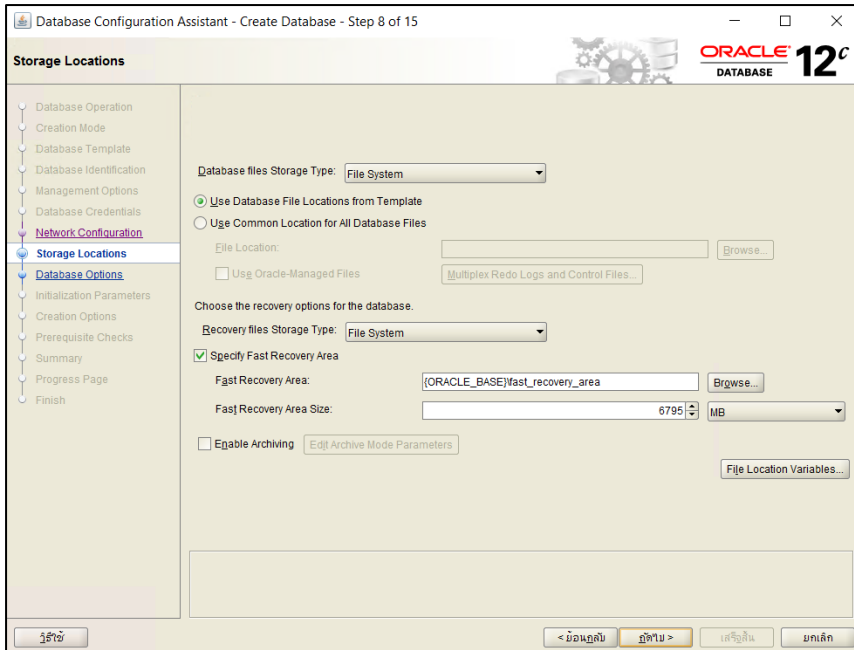 Database Configuration Assistant - Create Database - Step 8 of 15
Storage Locations
ORACLE
DATABASE
12c
Database Operation
Creation Mode
Database Template
Database Identification
Management Options
Database Credentials
Network Configuration
Storage Locations
Database Options
Initialization Parameters
Creation Options
Prerequisite Checks
Summary
Progress Page
Finish
Database files Storage Type: File System
Use Database File Locations from Template
Use Common Location for All Database Files
File Location: Browse...
Use Oracle-Managed Files Multiplex Redo Logs and Control Files...
Choose the recovery options for the database.
Recovery files Storage Type: File System
Specify Fast Recovery Area
Fast Recovery Area: {ORACLE_BASE}\fast_recovery_area Browse...
Fast Recovery Area Size: 6795 MB
Enable Archiving Edit Archive Mode Parameters
File Location Variables...
วิธีใช้ < ย้อนกลับ ถัดไป > เสร็จสิ้น ยกเลิก